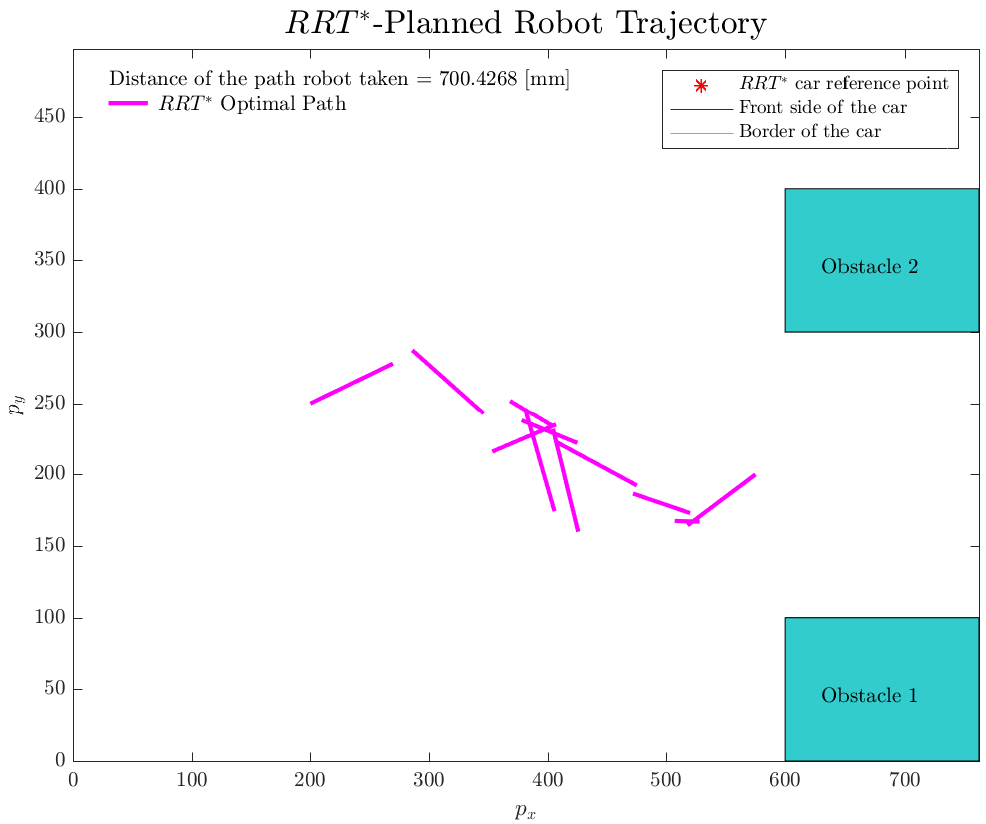 RRT*-Planned Robot Trajectory
Distance of the path robot taken = 700.4268 [mm]
RRT* Optimal Path
RRT* car reference point
Front side of the car
Border of the car
450
400
350
300
250
200
150
100
50
0
p_y
Obstacle 2
Obstacle 1
0 100 200 300 400 500 600 700
p_x